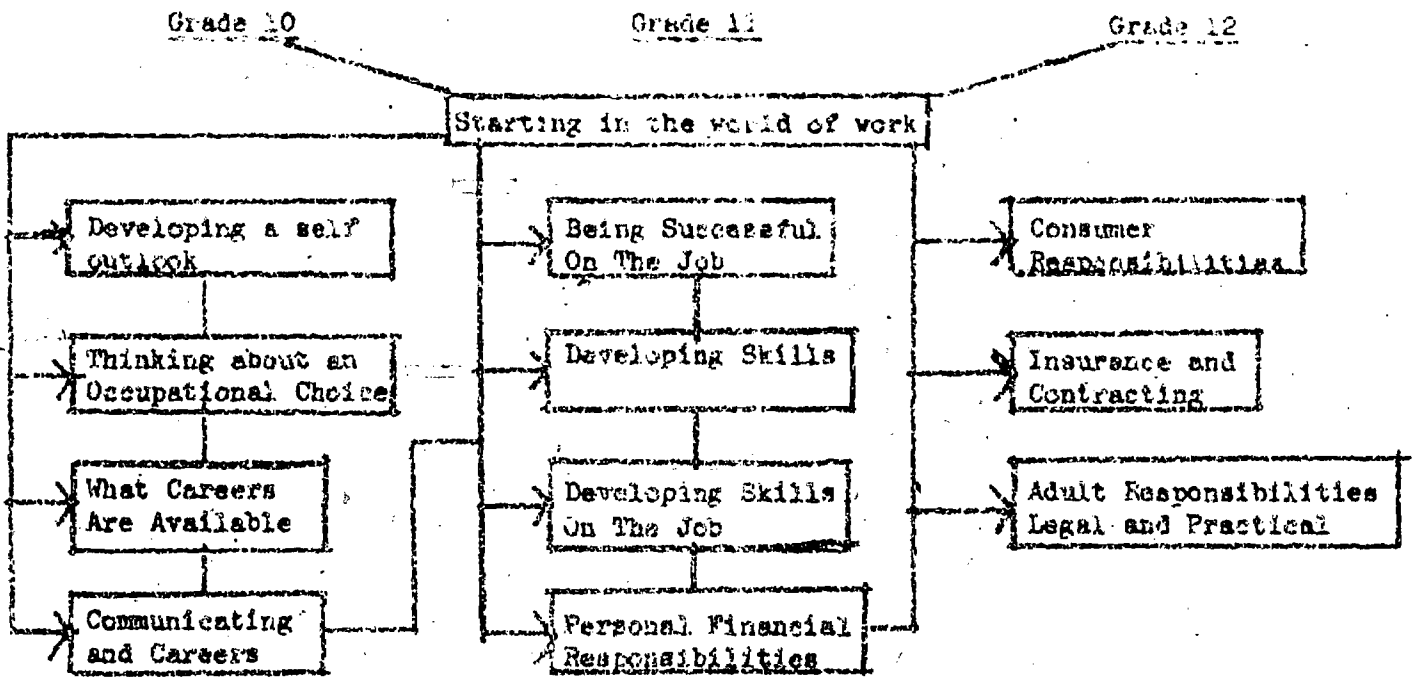 Grade 10
Grade 11
Grade 12
Starting in the world of work
Developing a self
outlook
Thinking about an
Occupational Choice
What Careers
Are Available
Communicating
and Careers
Being Successful
On The Job
Developing Skills
Developing Skills
On The Job
Personal Financial
Responsibilities
Consumer
Responsibilities
Insurance and
Contracting
Adult Responsibilities
Legal and Practical